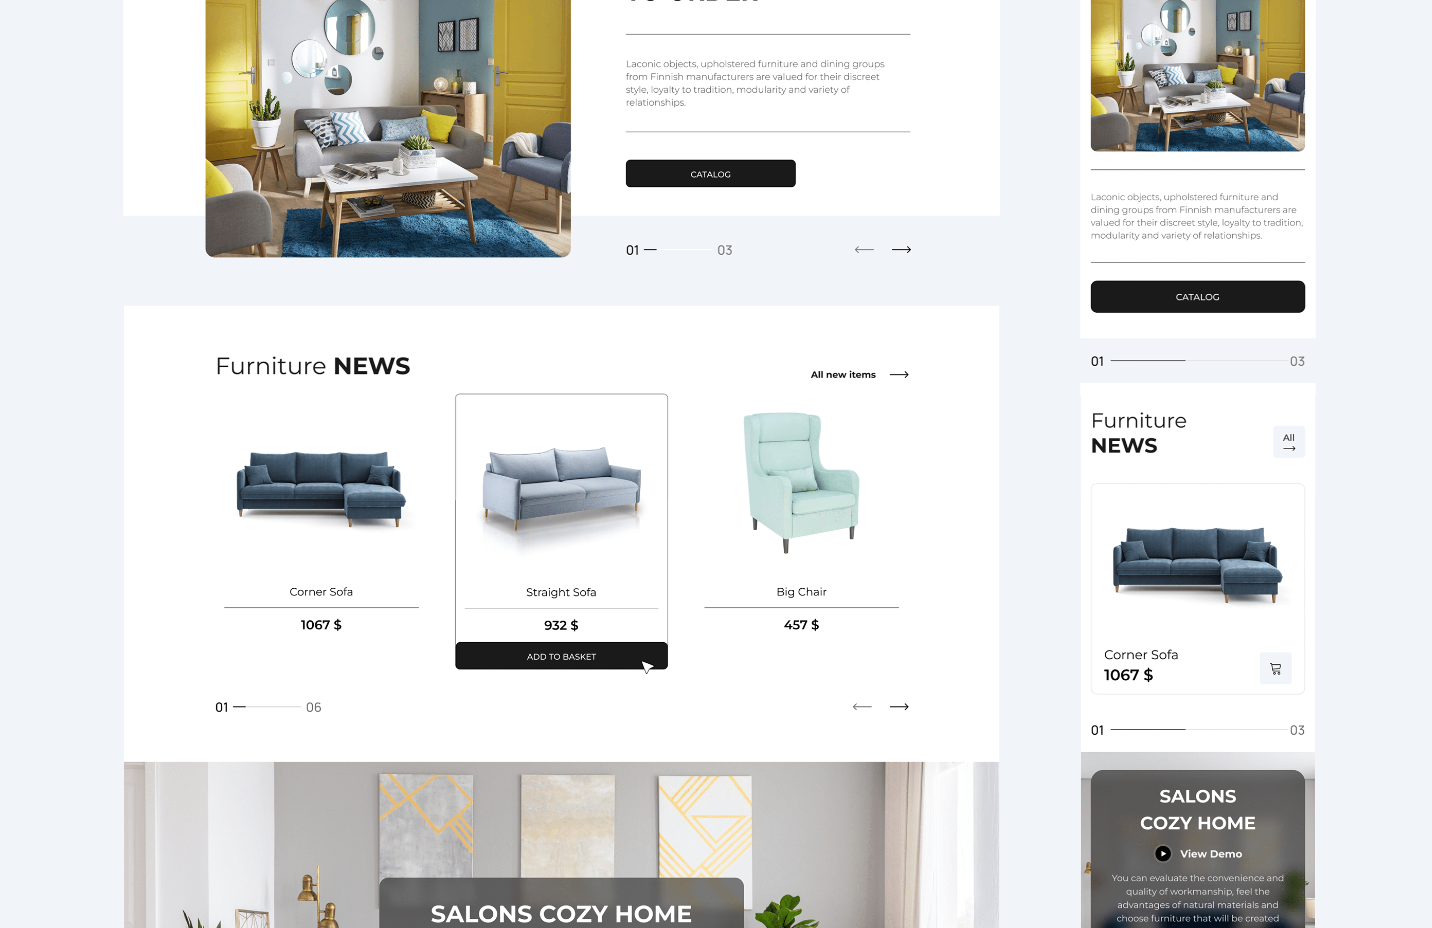 Laconic objects, uphoistered furniture and dining groups
from Finnish manufacturers are valued for their discreet
style, loyalty to tradition, modularity and variety of
relationships.
CATALOG
01 03
Furniture NEWS
All new items
Corner Sofa
1067 $
Straight Sofa
932 $
ADD TO BASKET
Big Chair
457 $
01 06
SALONS COZY HOME
Laconic objects, upholstered furniture and
dining groups from Finnish manufacturers are
valued for their discreet style, loyalty to tradition,
modularity and variety of relationships.
CATALOG
01 03
Furniture
NEWS
All
Corner Sofa
1067 $
01 03
SALONS
COZY HOME
View Demo
You can evaluate the convenience and
quality of workmanship, feel the
advantages of natural materials and
choose furniture that will be created